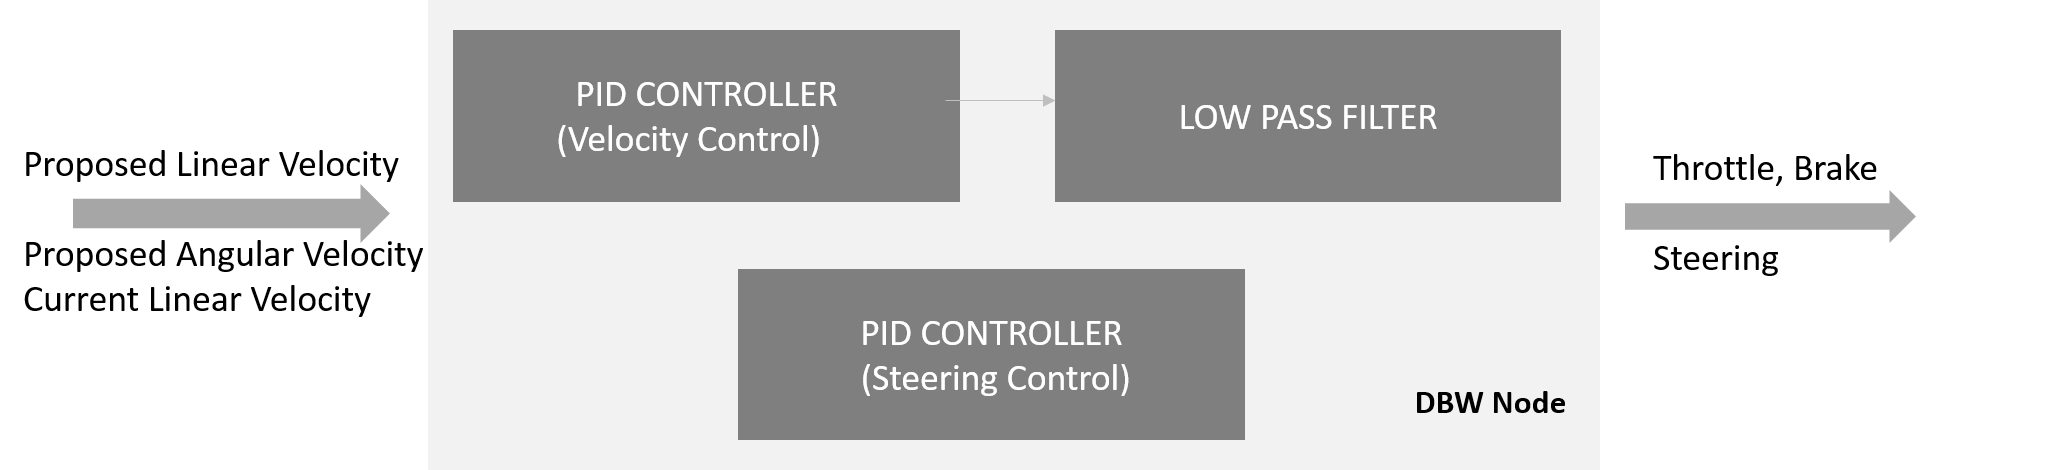 Proposed Linear Velocity
Proposed Angular Velocity
Current Linear Velocity
PID CONTROLLER
(Velocity Control)
LOW PASS FILTER
PID CONTROLLER
(Steering Control)
DBW Node
Throttle, Brake
Steering